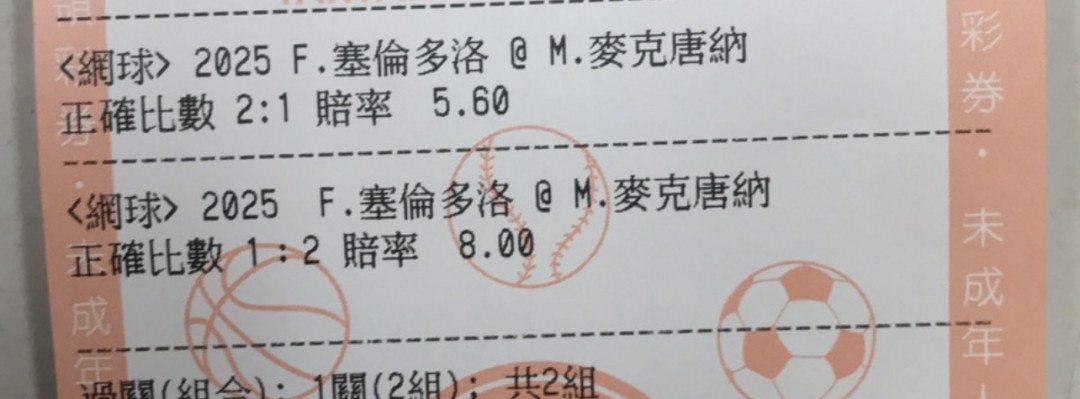 <網球> 2025 F.塞倫多洛 @ M.麥克唐納
正確比數 2:1 賠率 5.60
<網球> 2025 F.塞倫多洛 @ M.麥克唐納
正確比數 1:2 賠率 8.00
過關(組合): 1關(2組); 共2組
彩券・未成年
成年